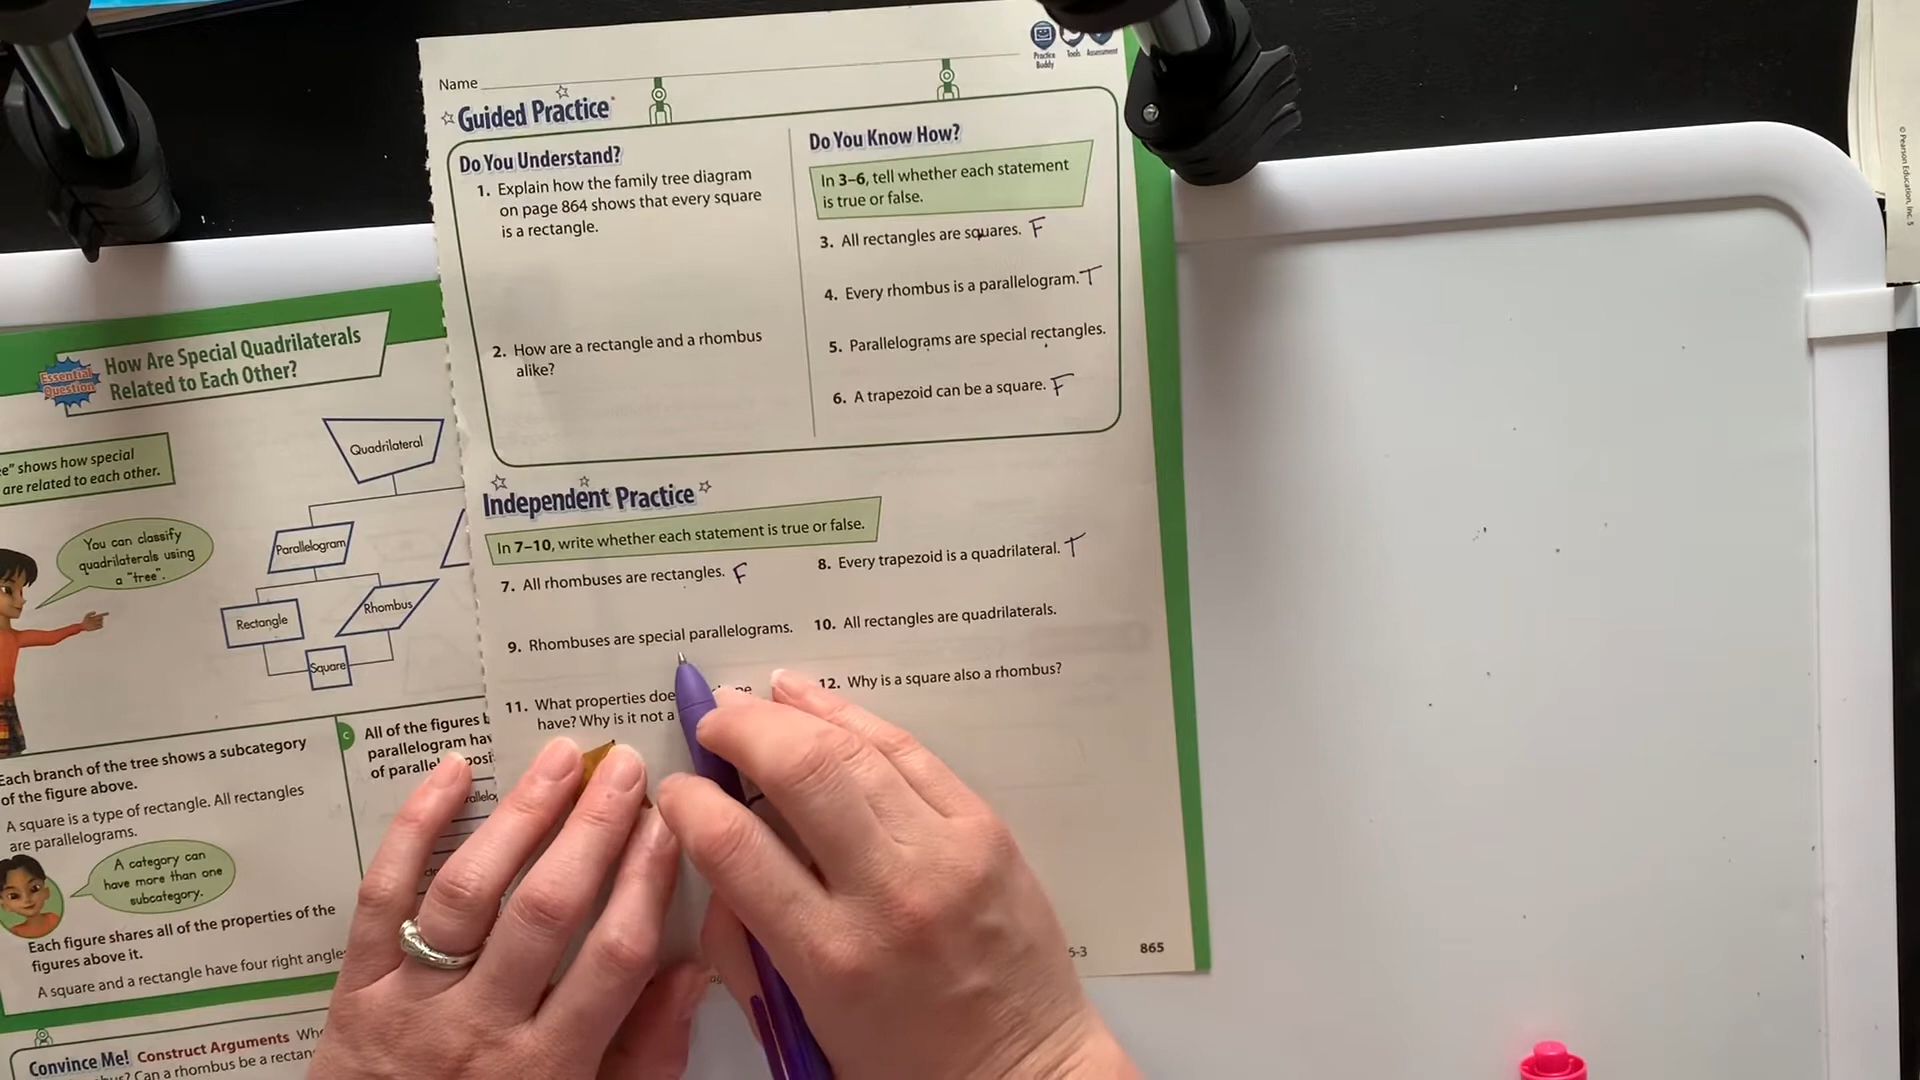 Practice
Buddy
Tools
Assessment
Name
Guided Practice
Do You Understand?
1. Explain how the family tree diagram
on page 864 shows that every square
is a rectangle.
2. How are a rectangle and a rhombus
alike?
Do You Know How?
In 3–6, tell whether each statement
is true or false.
3. All rectangles are squares. F
4. Every rhombus is a parallelogram. T
5. Parallelograms are special rectangles.
6. A trapezoid can be a square. F
Independent Practice
In 7–10, write whether each statement is true or false.
7. All rhombuses are rectangles. F
8. Every trapezoid is a quadrilateral. T
9. Rhombuses are special parallelograms.
10. All rectangles are quadrilaterals.
11. What properties
have? Why is it not a
12. Why is a square also a rhombus?
865
Essential
Question
How Are Special Quadrilaterals
Related to Each Other?
shows how special
are related to each other.
You can classify
quadrilaterals using
a "tree".
Quadrilateral
Parallelogram
Rectangle
Rhombus
Square
Each branch of the tree shows a subcategory
of the figure above.
A square is a type of rectangle. All rectangles
are parallelograms.
A category can
have more than one
subcategory.
Each figure shares all of the properties of the
figures above it.
A square and a rectangle have four right
C All of the figures
parallelogram
of
Convince Me! Construct Arguments
Can a rhombus be a
© Pearson Education, Inc. 5